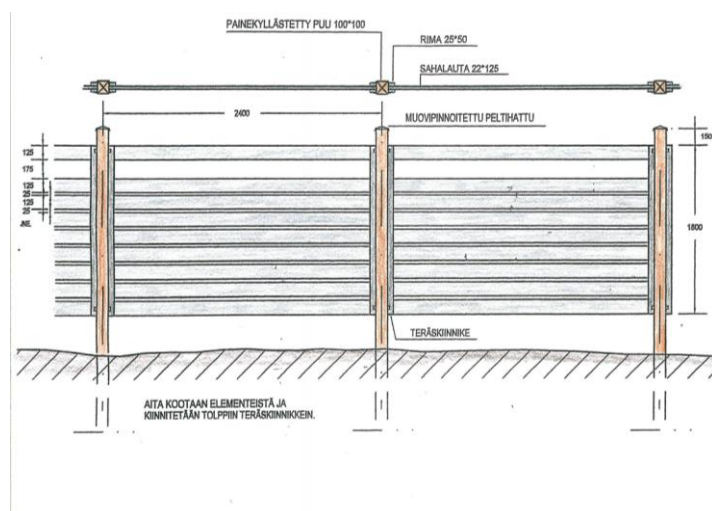 PAINEKYLLÄSTETTY PUU 100*100
RIMA 25*50
SAHALAUTA 22*125
2400
MUOVIPINNOITETTU PELTIHATTU
150
125
175
125
25
125
25
JNE.
1800
TERÄSKIINNIKE
AITA KOOTAAN ELEMENTEISTÄ JA
KIINNITETÄÄN TOLPPIIN TERÄSKIINNIKKEIN.